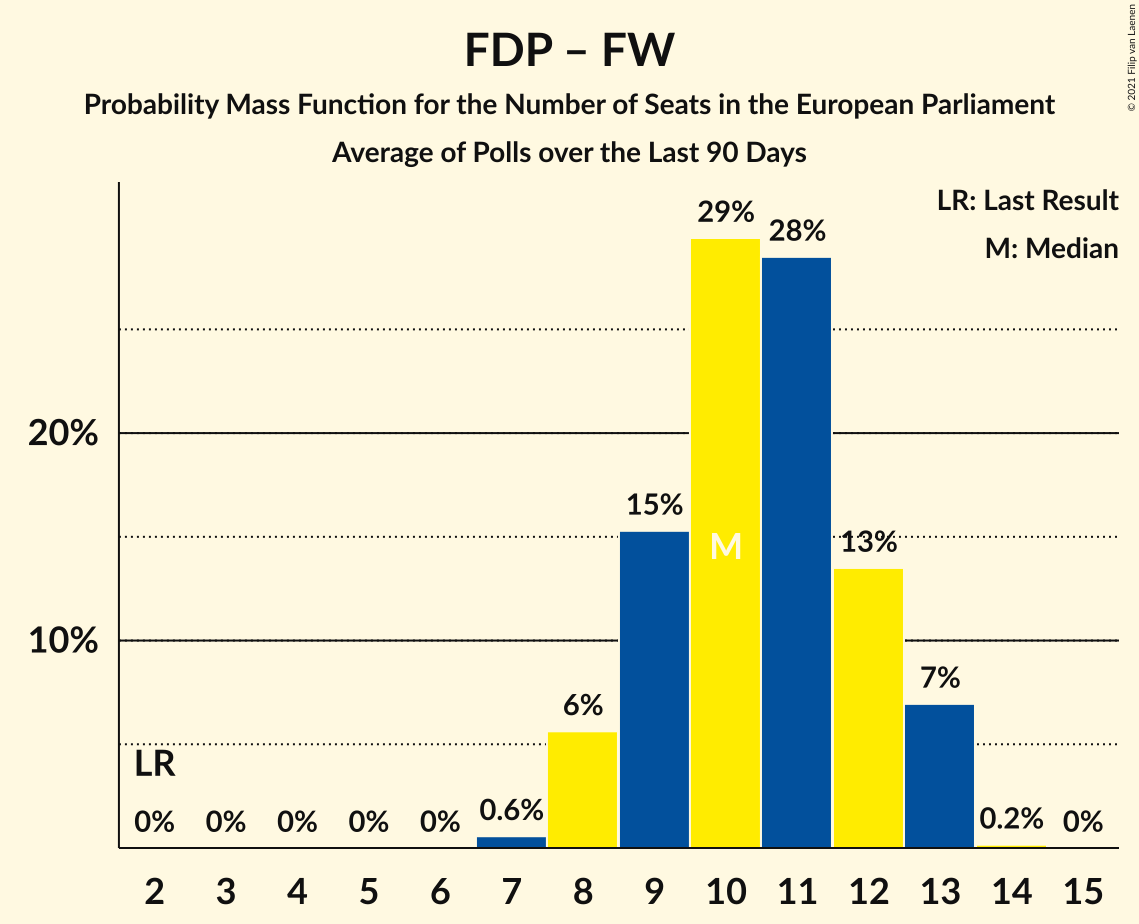 FDP – FW
Probability Mass Function for the Number of Seats in the European Parliament
Average of Polls over the Last 90 Days
© 2021 Filip van Laenen
LR: Last Result
M: Median
20%
10%
LR
0%
0%
0%
0%
0%
0.6%
6%
15%
29%
M
28%
13%
7%
0.2%
0%
2 3 4 5 6 7 8 9 10 11 12 13 14 15